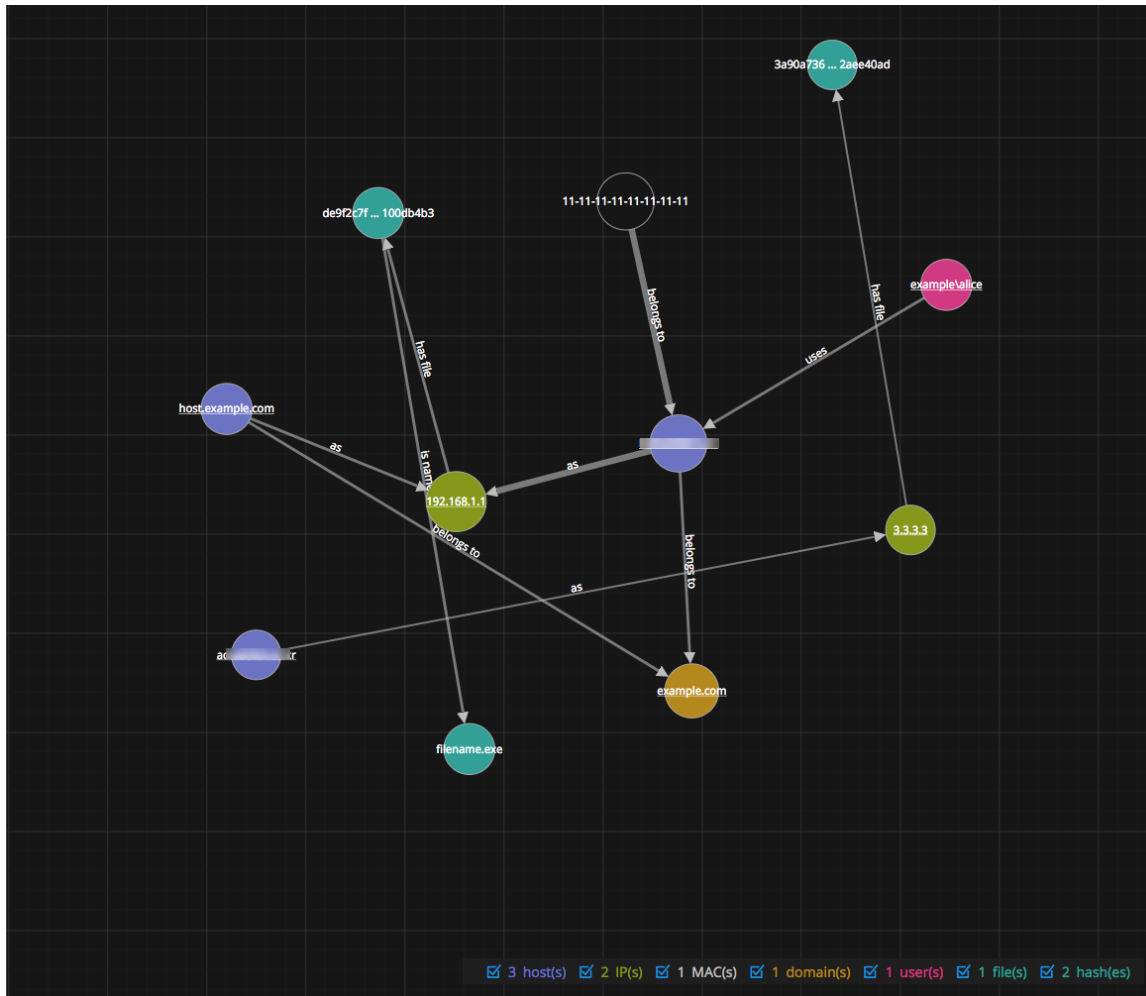 3a90a736 ... 2aee40ad
11-11-11-11-11-11-11-11
de9f2c7f ... 100db4b3
example\alice
belongs to
has file
uses
has file
host.example.com
as
as
192.168.1.1
3.3.3.3
belongs to
belongs to
as
example.com
filename.exe
3 host(s) 2 IP(s) 1 MAC(s) 1 domain(s) 1 user(s) 1 file(s) 2 hash(es)